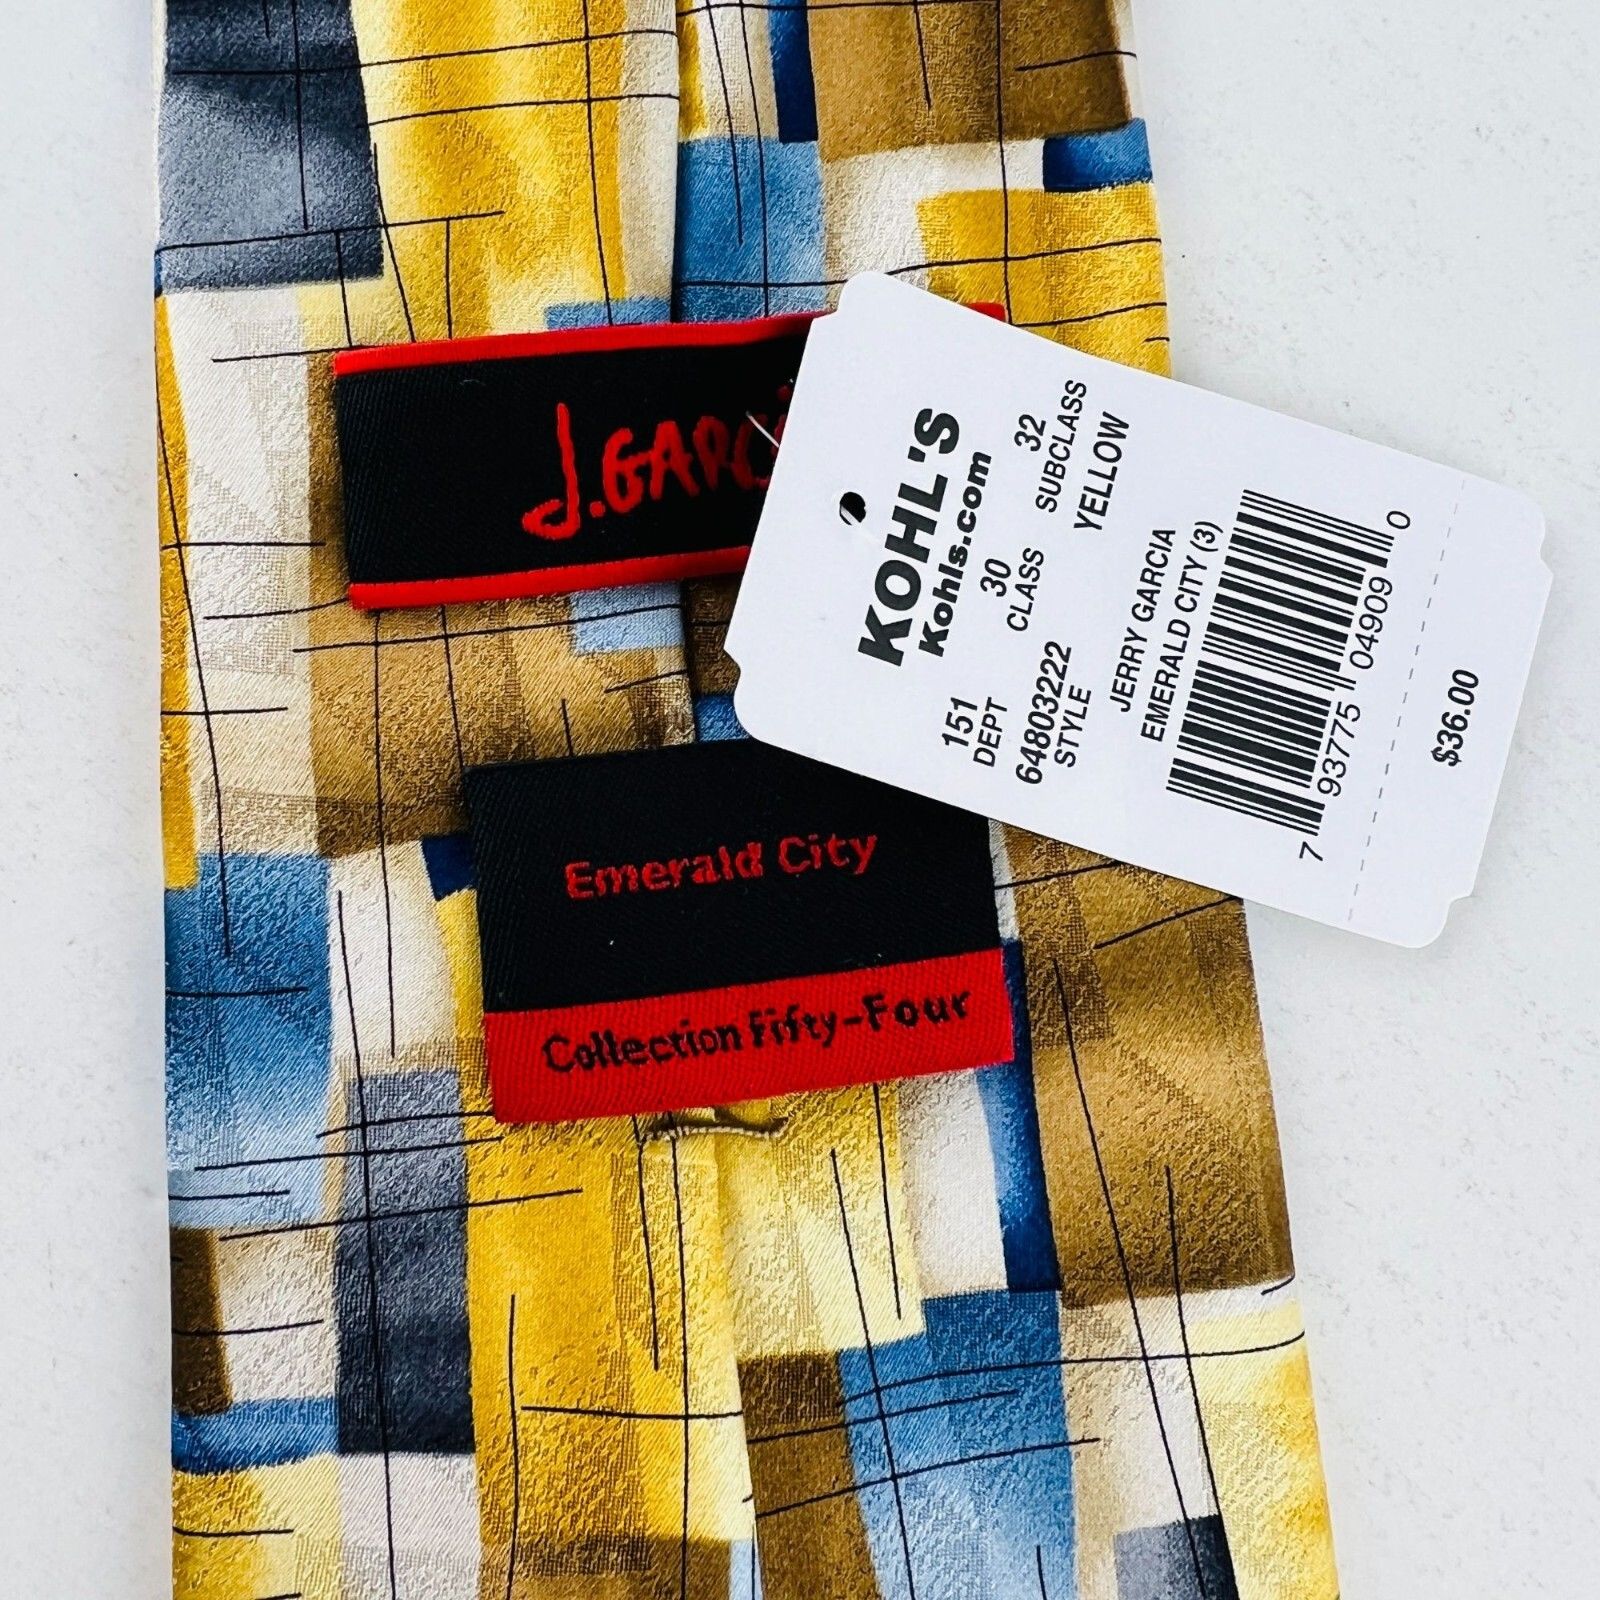 J.GARCIA
Emerald City
Collection Fifty-Four
KOHL'S
Kohls.com
151 30 32
DEPT CLASS SUBCLASS
64803222 YELLOW
STYLE
JERRY GARCIA
EMERALD CITY (3)
7 93775 04909 0
$36.00